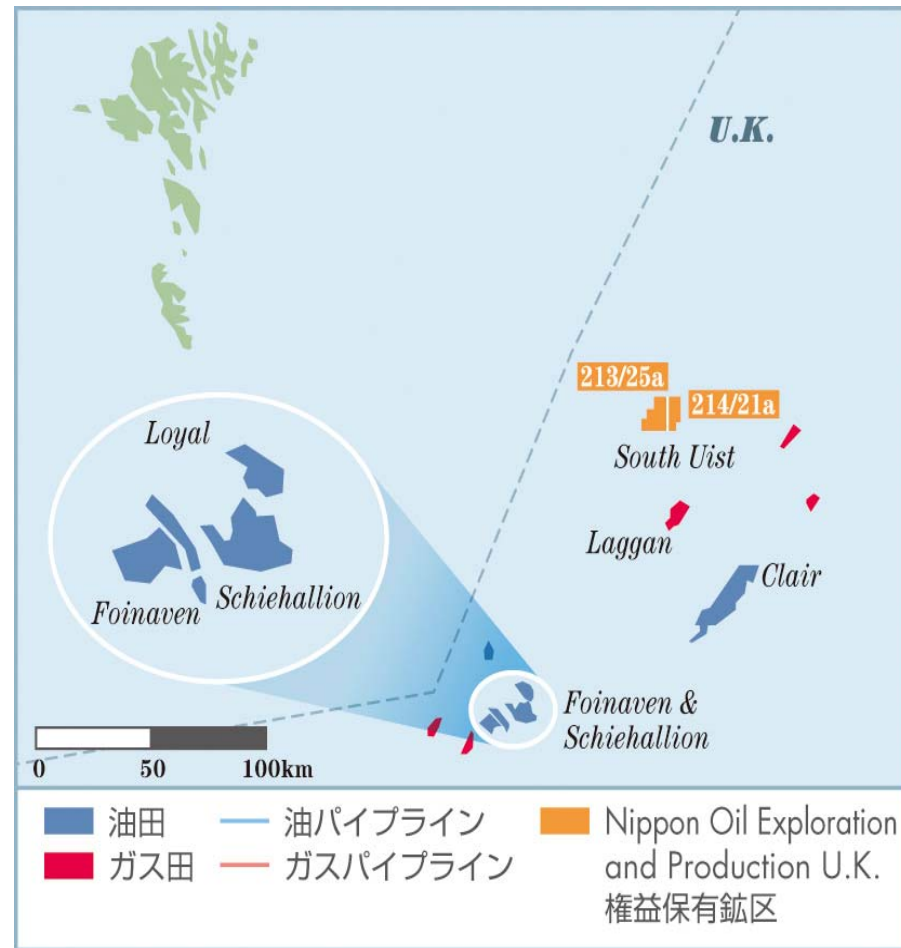 U.K.
213/25a
214/21a
South Uist
Loyal
Laggan
Clair
Foinaven
Schiehallion
Foinaven &
Schiehallion
0 50 100km
油田
油パイプライン
Nippon Oil Exploration
and Production U.K.
権益保有鉱区
ガス田
ガスパイプライン